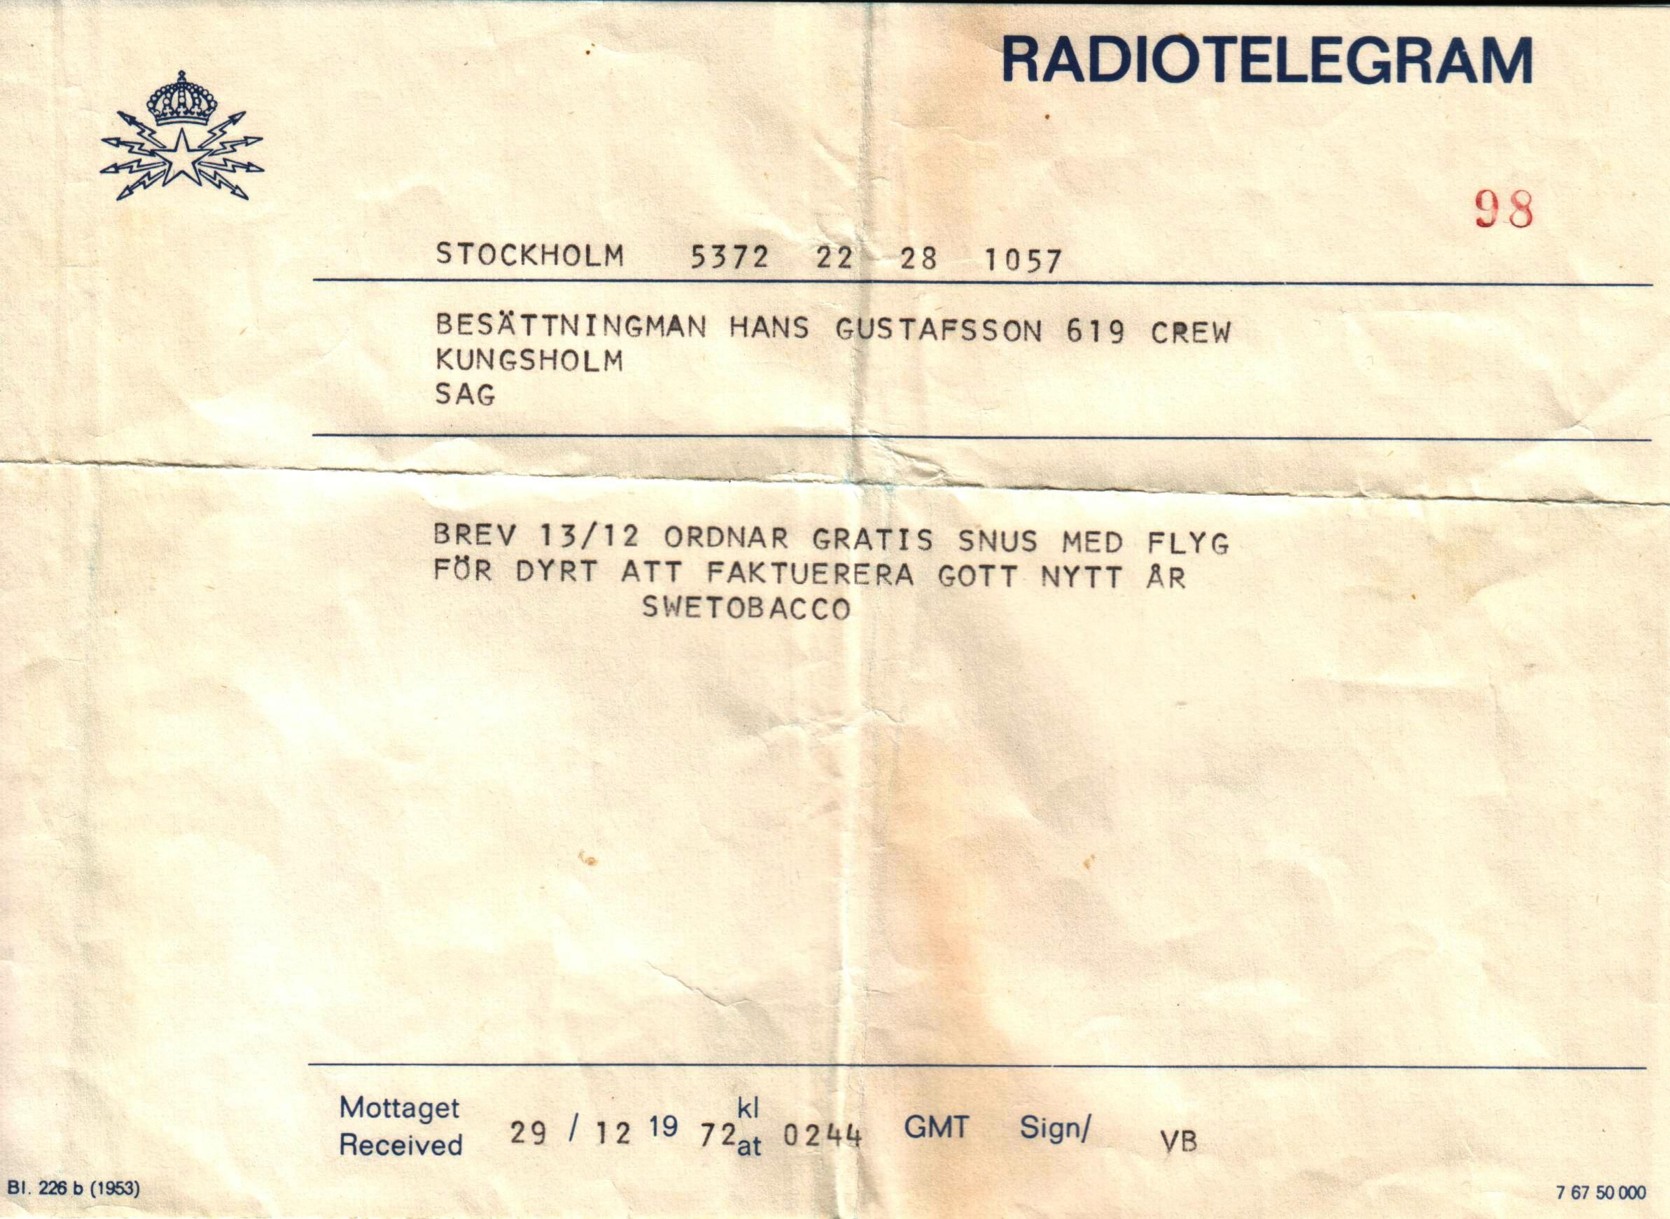 RADIOTELEGRAM
98
STOCKHOLM 5372 22 28 1057
BESÄTTNINGMAN HANS GUSTAFSSON 619 CREW
KUNGSHOLM
SAG
BREV 13/12 ORDNAR GRATIS SNUS MED FLYG
FÖR DYRT ATT FAKTUERERA GOTT NYTT ÅR
SWETOBACCO
Mottaget kl
Received 29 / 12 19 72 at 0244 GMT Sign/ VB
Bl. 226 b (1953)
7 67 50 000